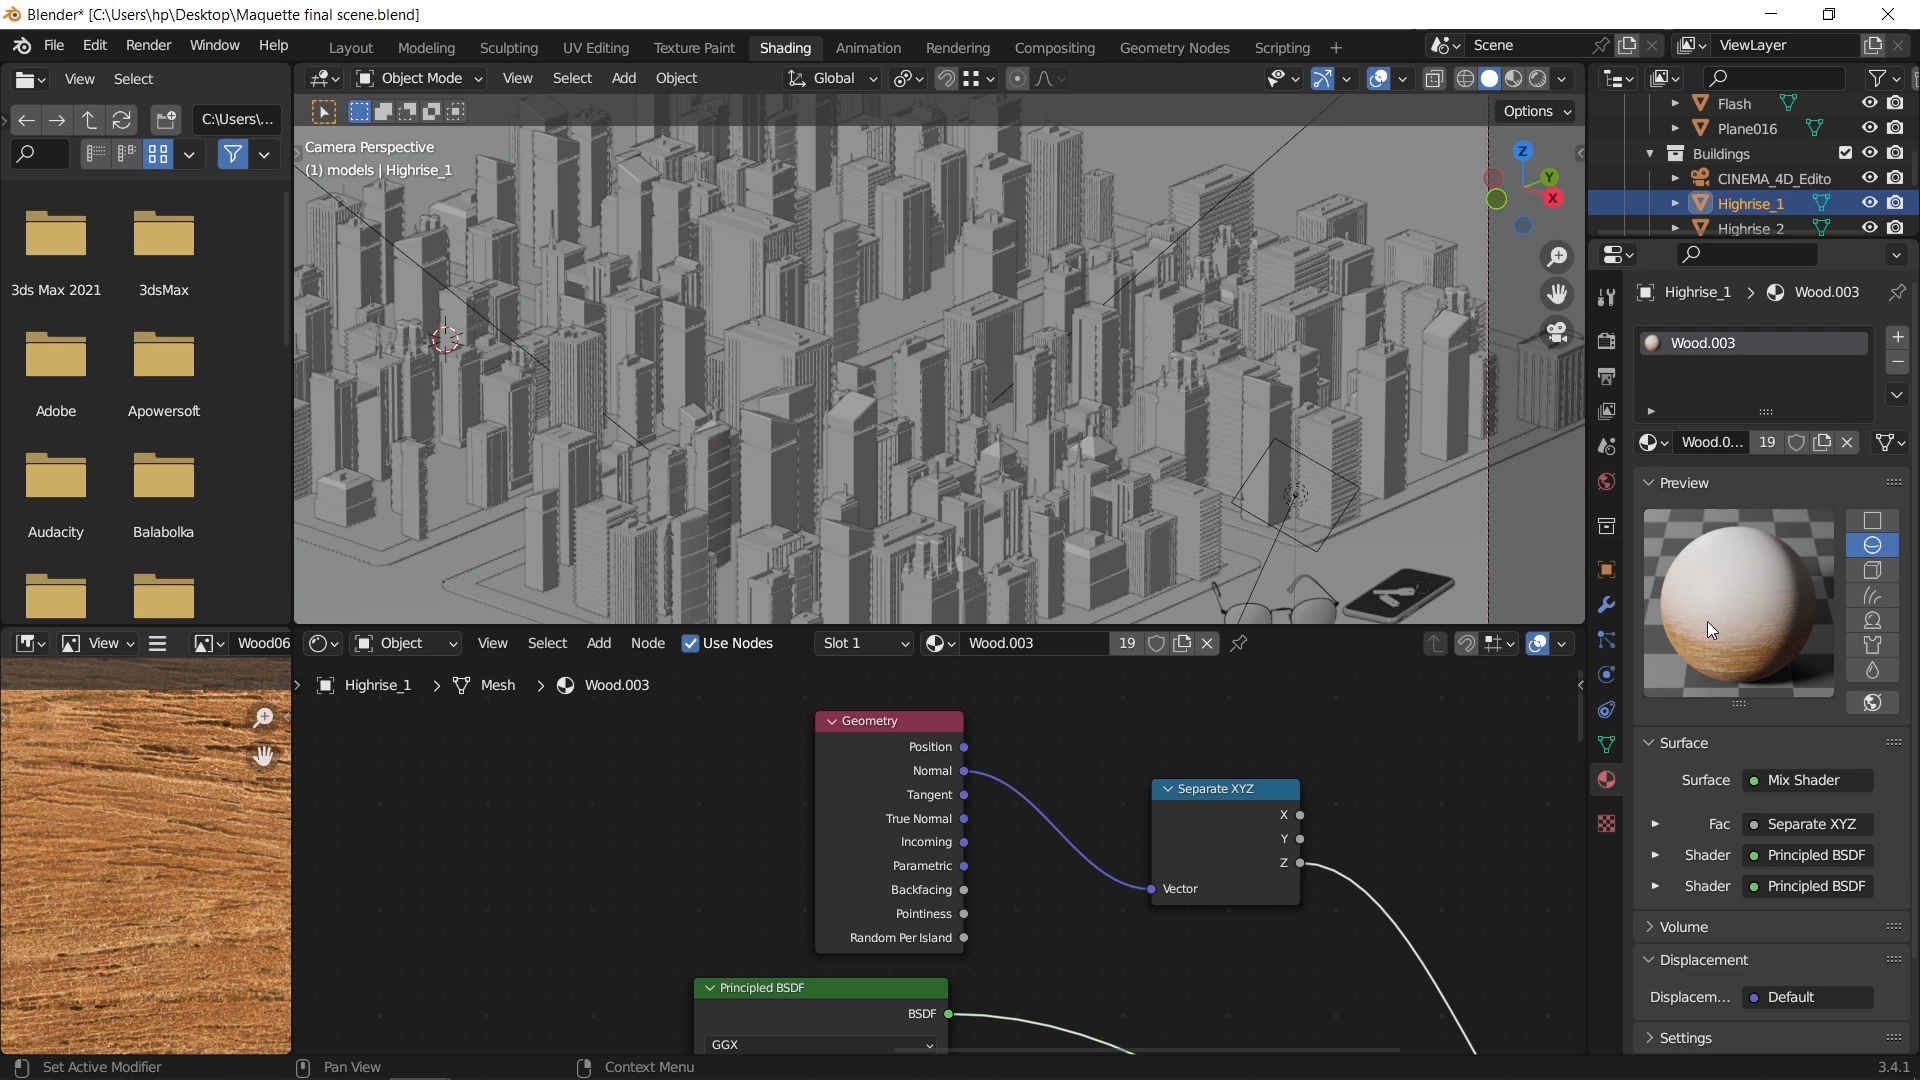 Blender* [C:\Users\hp\Desktop\Maquette final scene.blend]
File Edit Render Window Help Layout Modeling Sculpting UV Editing Texture Paint Shading Animation Rendering Compositing Geometry Nodes Scripting + Scene ViewLayer
View Select
Object Mode View Select Add Object Global
C:\Users\...
Options
Camera Perspective
(1) models | Highrise_1
Z
Y
X
3ds Max 2021 3dsMax
Adobe Apowersoft
Audacity Balabolka
Flash
Plane016
Buildings
CINEMA_4D_Edito
Highrise_1
Highrise_2
Highrise_1 > Wood.003
Wood.003
Wood.0... 19
Preview
Surface
Surface Mix Shader
Fac Separate XYZ
Shader Principled BSDF
Shader Principled BSDF
Volume
Displacement
Displacem... Default
Settings
View Wood06
Object View Select Add Node Use Nodes Slot 1 Wood.003 19
Highrise_1 > Mesh > Wood.003
Geometry
Position
Normal
Tangent
True Normal
Incoming
Parametric
Backfacing
Pointiness
Random Per Island
Separate XYZ
X
Y
Z
Vector
Principled BSDF
BSDF
GGX
Set Active Modifier Pan View Context Menu 3.4.1